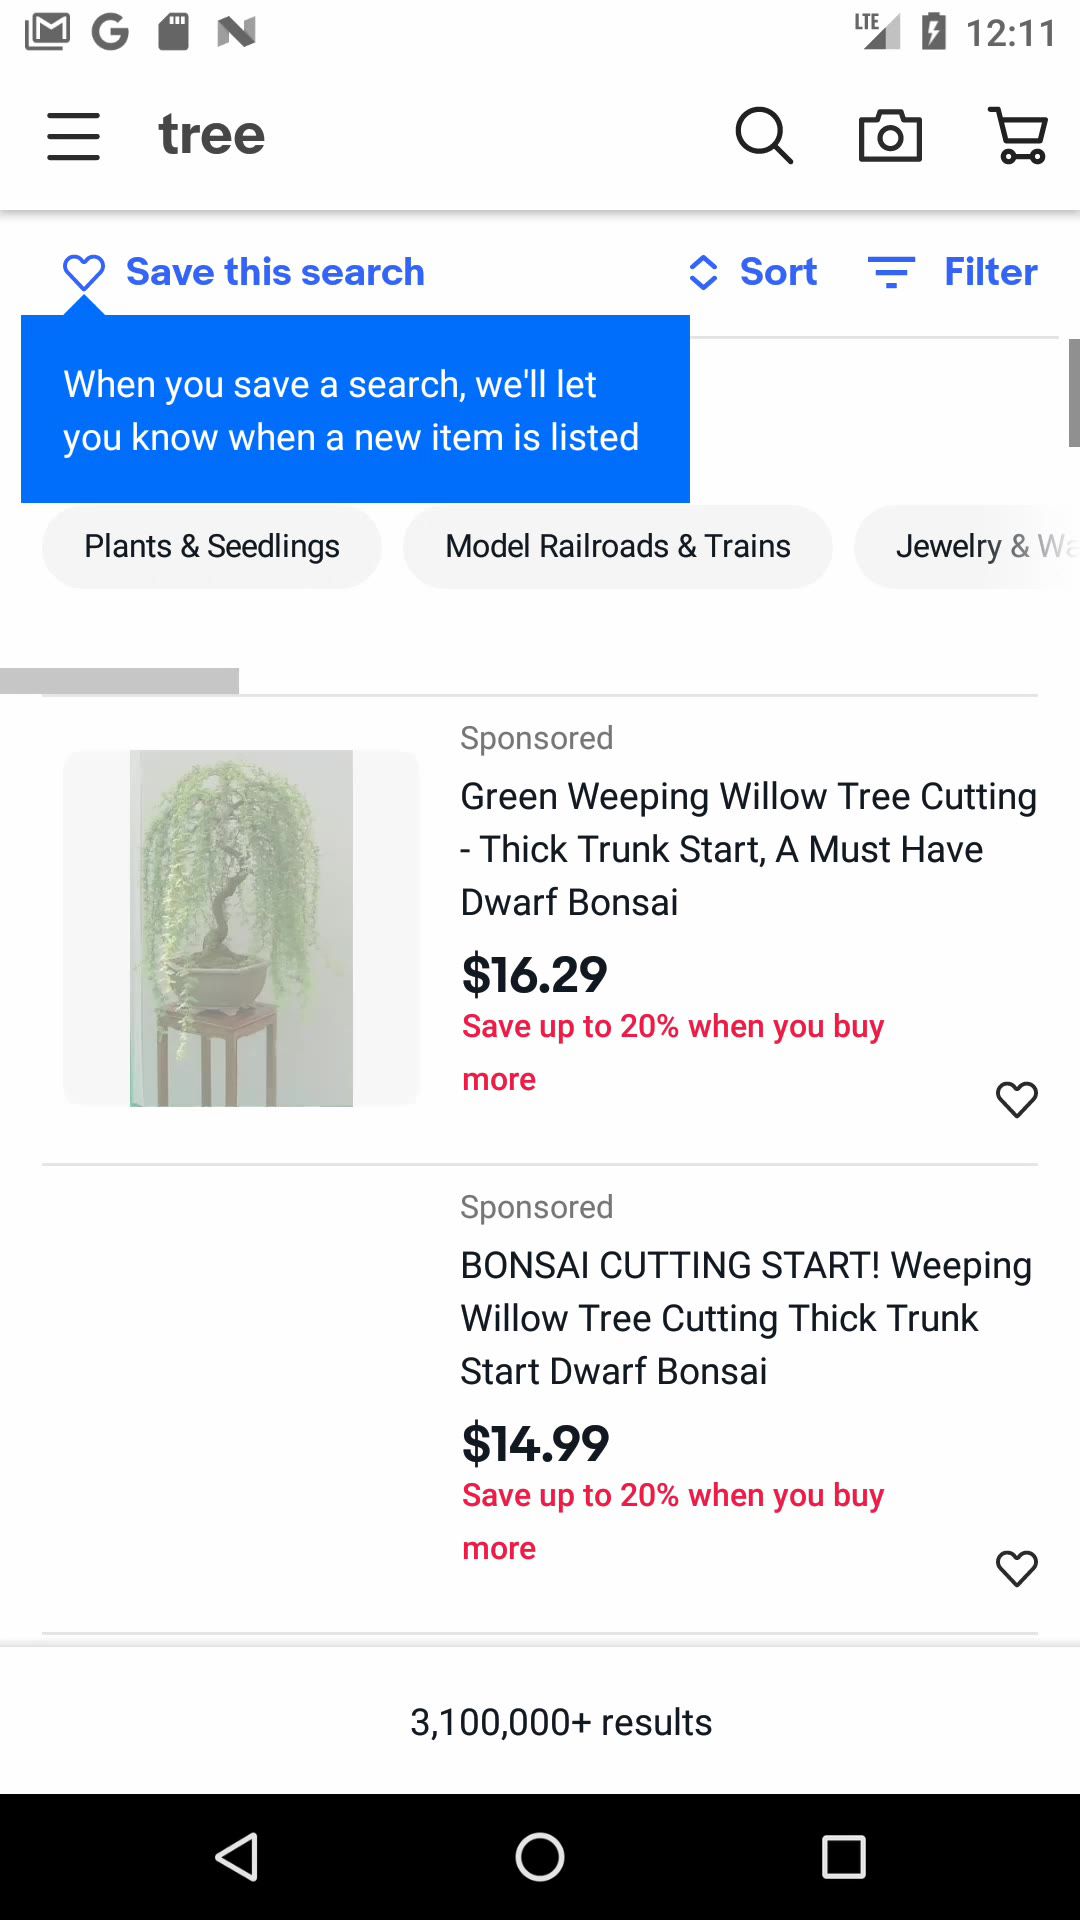 LTE 12:11
tree
Save this search
Sort
Filter
When you save a search, we'll let
you know when a new item is listed
Plants & Seedlings
Model Railroads & Trains
Jewelry & Wa
Sponsored
Green Weeping Willow Tree Cutting
- Thick Trunk Start, A Must Have
Dwarf Bonsai
$16.29
Save up to 20% when you buy
more
Sponsored
BONSAI CUTTING START! Weeping
Willow Tree Cutting Thick Trunk
Start Dwarf Bonsai
$14.99
Save up to 20% when you buy
more
3,100,000+ results